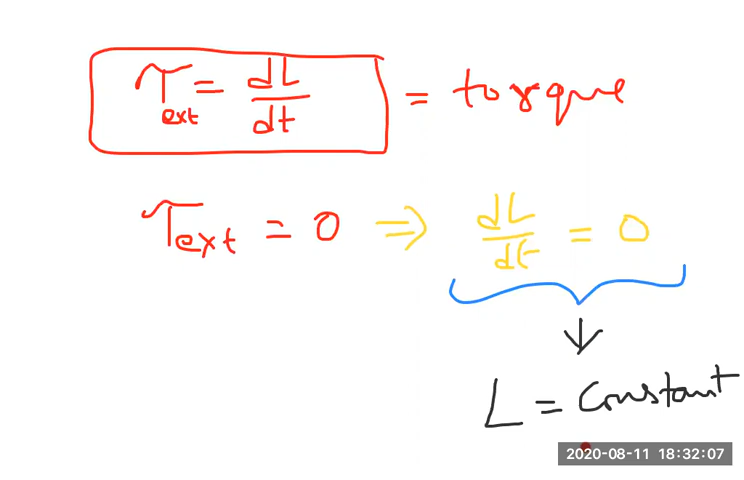 τext = dL/dt = torque
τext = 0 ⇒ dL/dt = 0
↓
L = Constant
2020-08-11 18:32:07